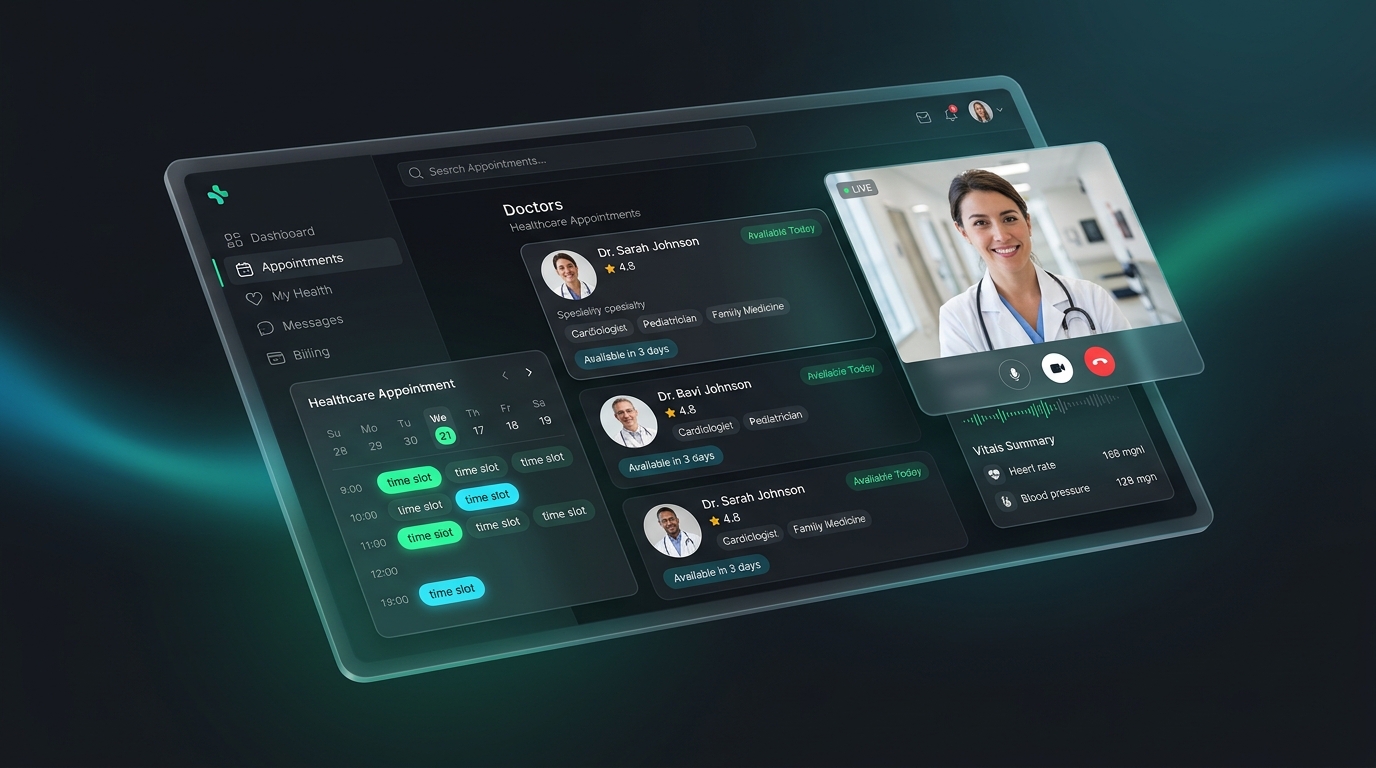 Sesrch Appointments...
Dashboard
Appointments
My Health
Messages
Biiling
Doctors
Healthcare Appointments
Dr. Sarah Johnson
Available Today
4.8
Speciality cpesialty
Cardiologist Pediatrician Family Medicine
Available in 3 days
Dr. Bavi Johnson
Available Today
4.8
Cardiologiet Pediatrician
Available in 3 days
Dr. Sarah Johnson
Available Today
4.8
Cardiologist Family Medicine
Available in 3 days
Healthcare Appointment
Su Mo Tu We Th Fr Sa
28 29 30 21 17 18 19
9:00 time slot time slot time slot
10:00 time slot time slot
11:00 time slot time slot time slot
12:00
19:00 time slot
LIVE
Vitals Summary
Heerl rate 168 mgnl
Blood pressure 128 mgn